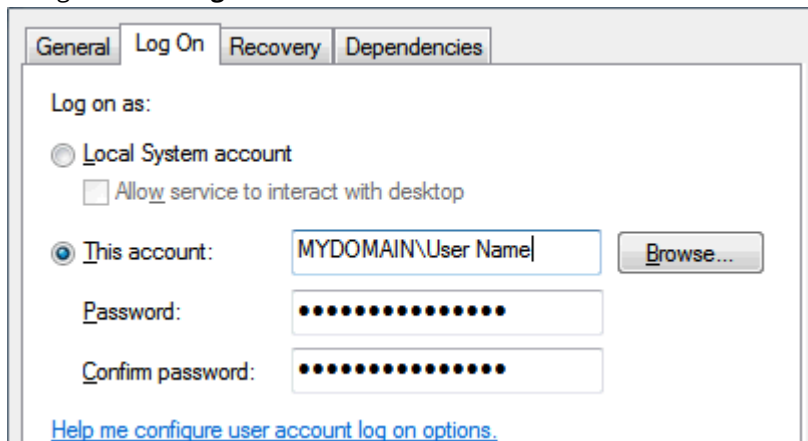 General Log On Recovery Dependencies
Log on as:
Local System account
Allow service to interact with desktop
This account: MYDOMAIN\User Name Browse...
Password: •••••••••••••••
Confirm password: •••••••••••••••
Help me configure user account log on options.